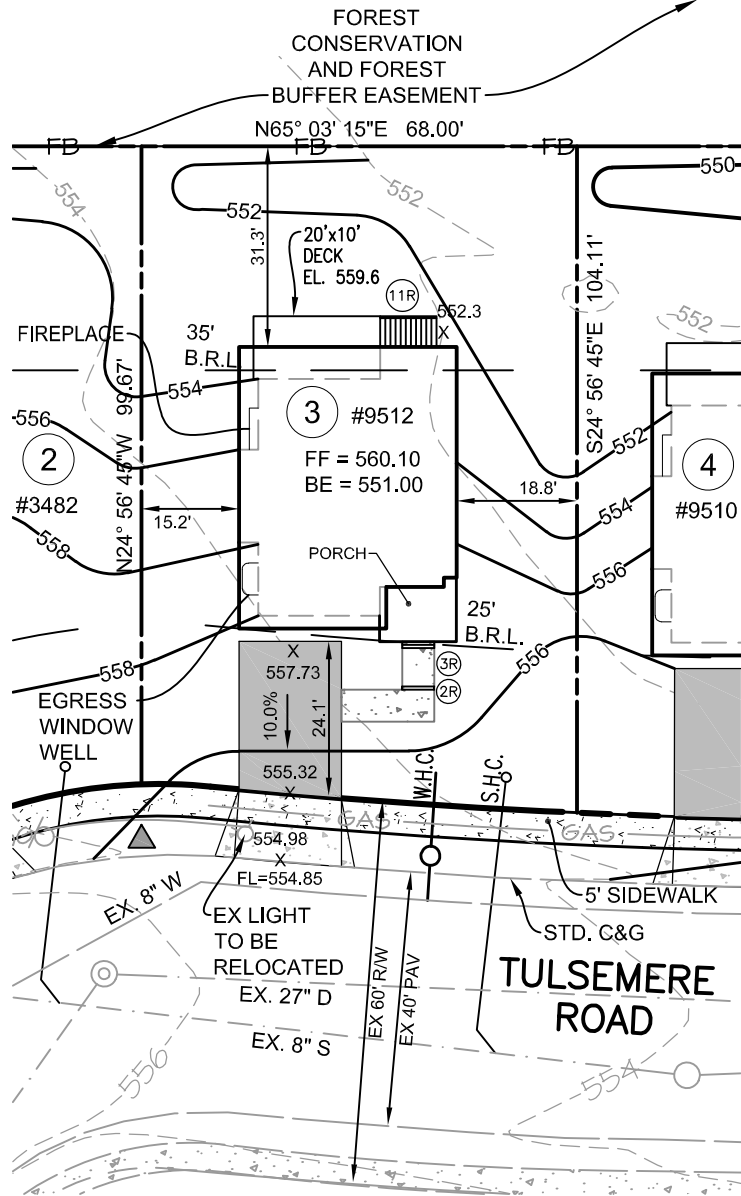 FOREST
CONSERVATION
AND FOREST
BUFFER EASEMENT
N65° 03' 15"E 68.00'
FB
FB
FB
554
552
552
550
31.3'
20'x10'
DECK
EL. 559.6
11R
552.3
X
S24° 56' 45"E 104.11'
552
FIREPLACE
35'
B.R.L
N24° 56' 45"W 99.67'
554
556
3
#9512
2
#3482
FF = 560.10
BE = 551.00
552
4
#9510
15.2'
18.8'
554
558
PORCH
556
25'
B.R.L.
558
X
557.73
556
3R
2R
EGRESS
WINDOW
WELL
10.0%
24.1'
555.32
X
W.H.C.
S.H.C.
GAS
GAS
554.98
X
FL=554.85
5' SIDEWALK
EX. 8" W
EX LIGHT
TO BE
RELOCATED
STD. C&G
TULSEMERE
ROAD
EX. 27" D
EX 60' R/W
EX 40' PAV
EX. 8" S
556
554